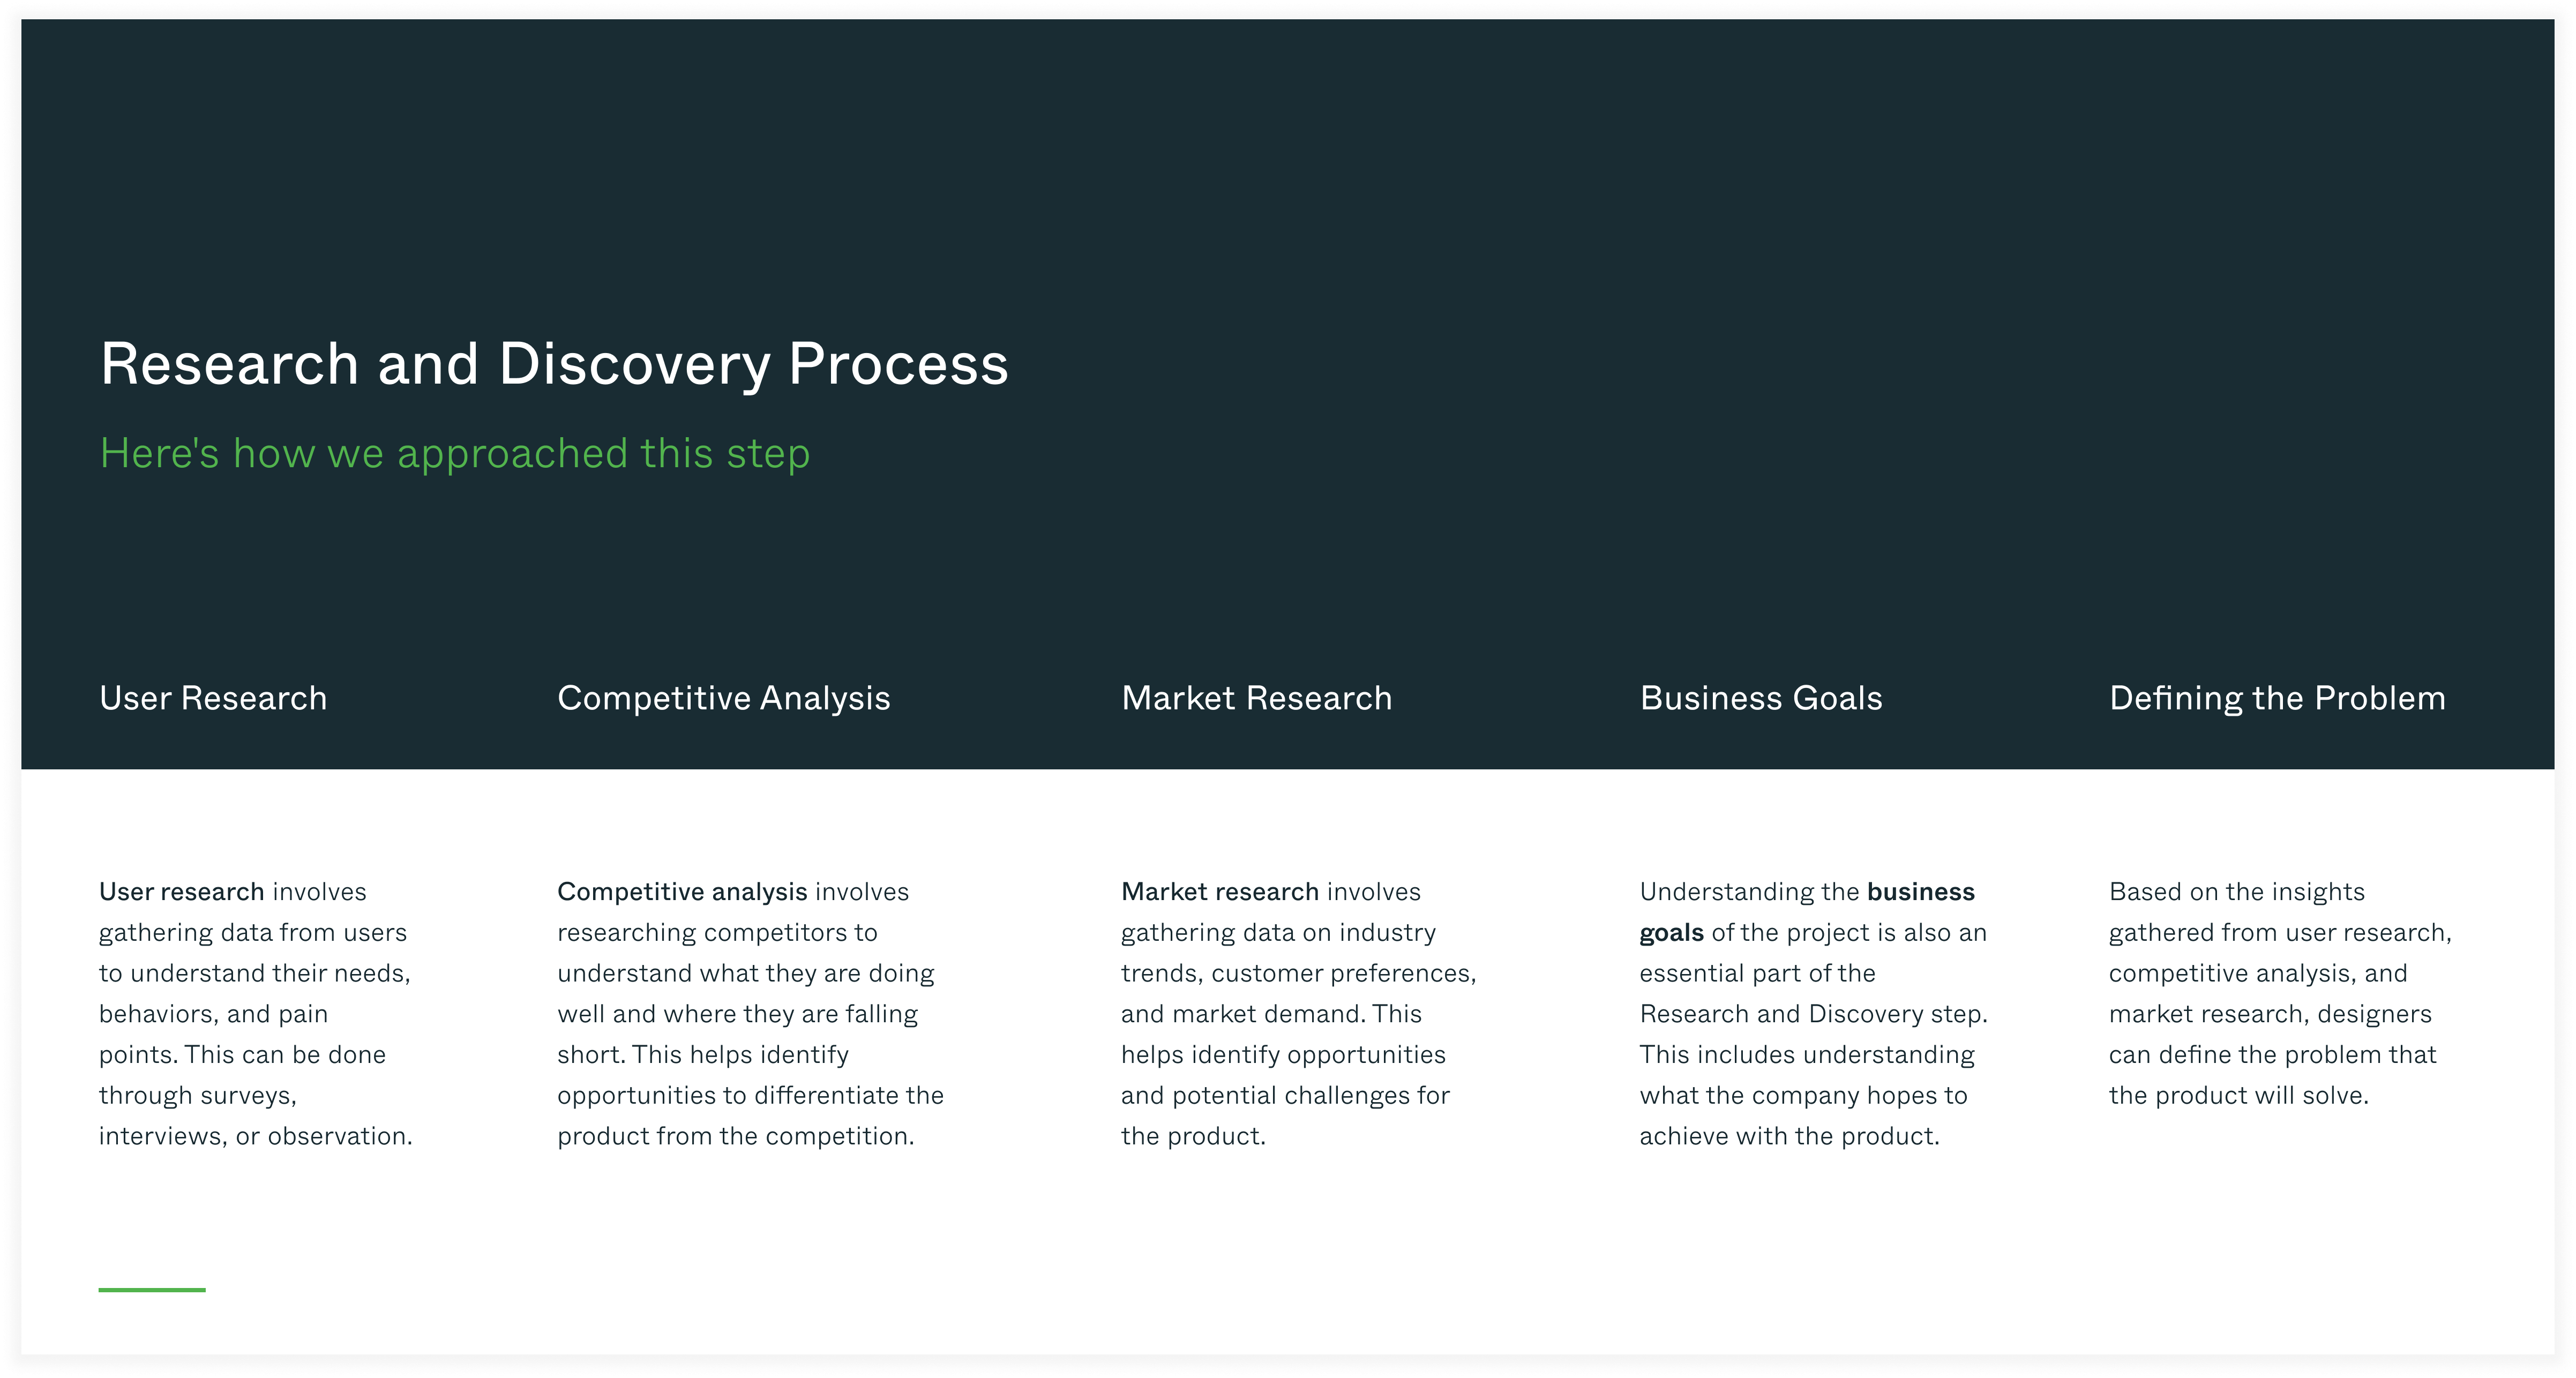 Research and Discovery Process
Here's how we approached this step
User Research
Competitive Analysis
Market Research
Business Goals
Defining the Problem
User research involves
gathering data from users
to understand their needs,
behaviors, and pain
points. This can be done
through surveys,
interviews, or observation.
Competitive analysis involves
researching competitors to
understand what they are doing
well and where they are falling
short. This helps identify
opportunities to differentiate the
product from the competition.
Market research involves
gathering data on industry
trends, customer preferences,
and market demand. This
helps identify opportunities
and potential challenges for
the product.
Understanding the business
goals of the project is also an
essential part of the
Research and Discovery step.
This includes understanding
what the company hopes to
achieve with the product.
Based on the insights
gathered from user research,
competitive analysis, and
market research, designers
can define the problem that
the product will solve.